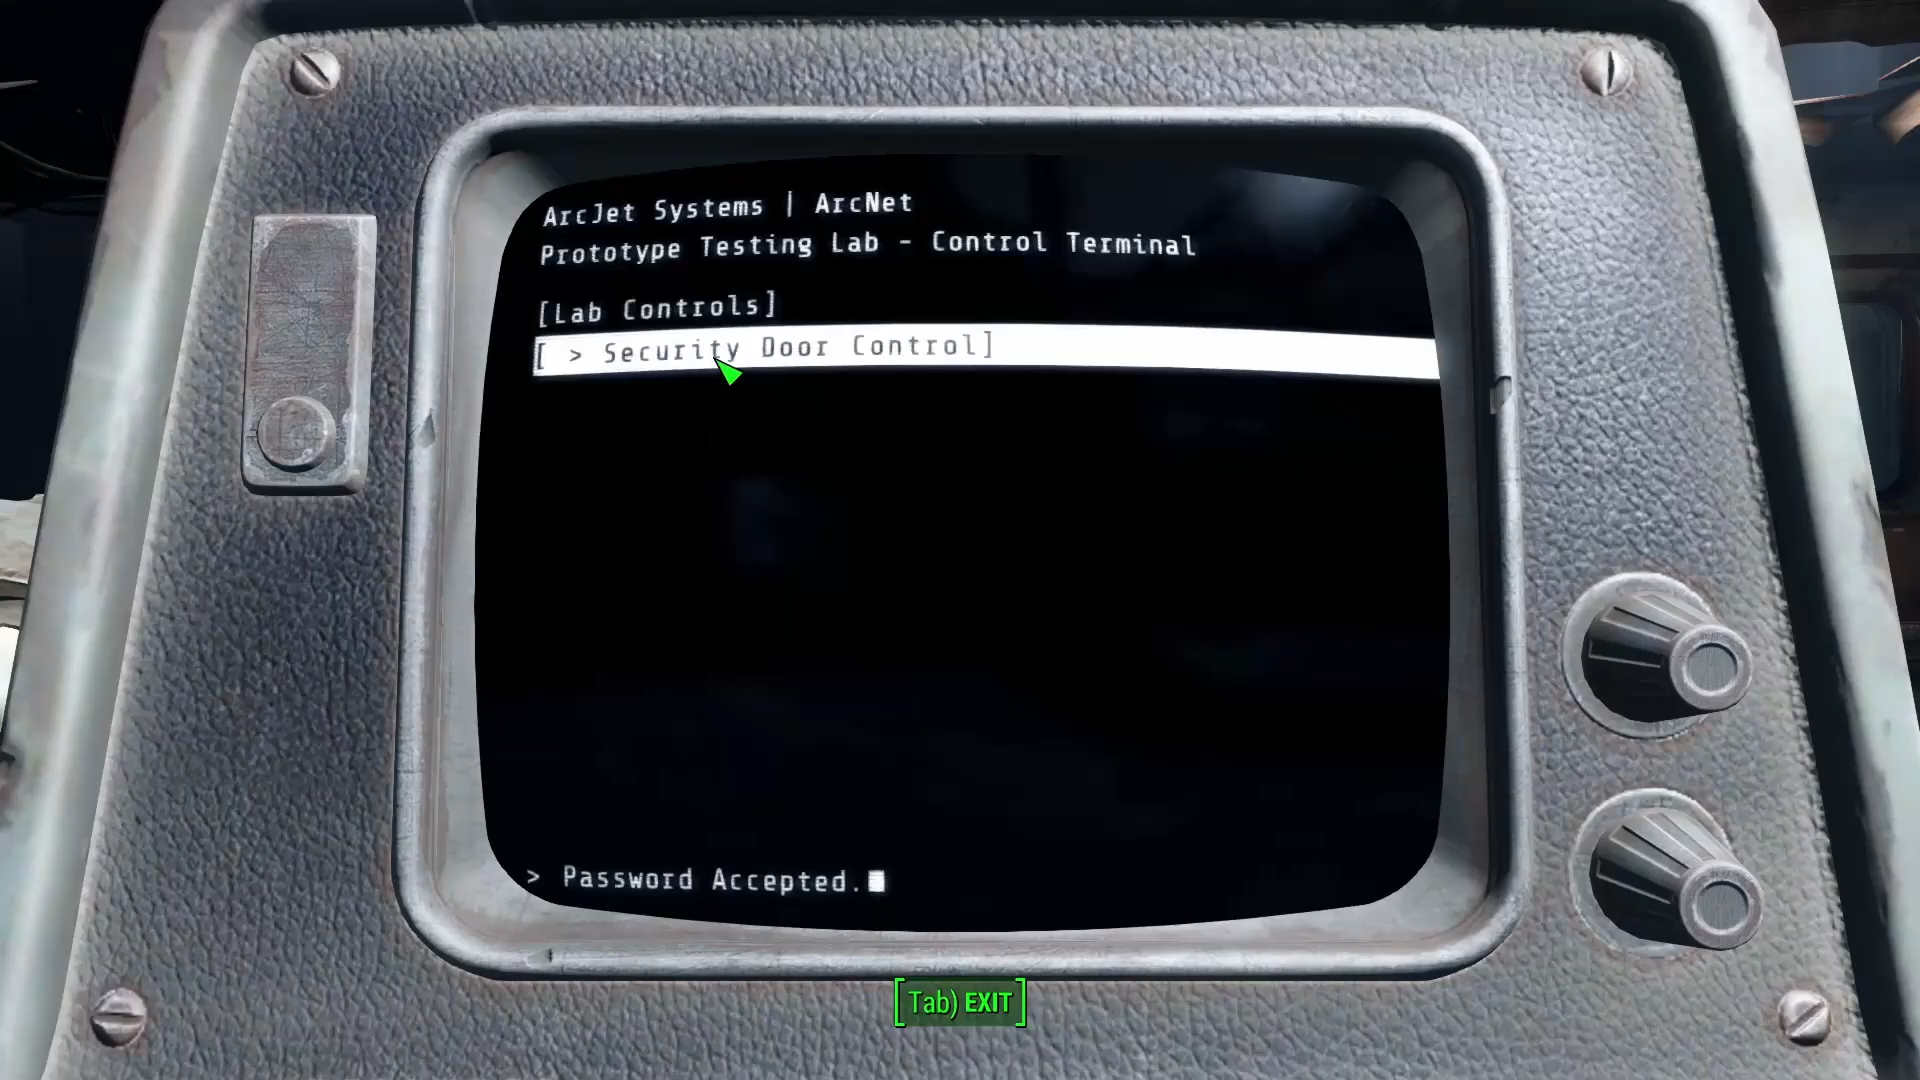 ArcJet Systems | ArcNet
Prototype Testing Lab - Control Terminal
[Lab Controls]
[ > Security Door Control]
> Password Accepted.
[Tab) EXIT]